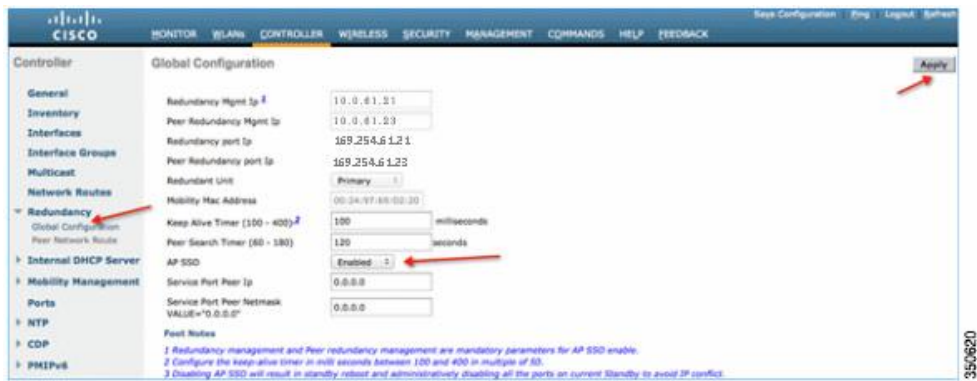 Save Configuration Ping Logout Refresh
CISCO
MONITOR WLANs CONTROLLER WIRELESS SECURITY MANAGEMENT COMMANDS HELP FEEDBACK
Controller
Global Configuration
Apply
General
Inventory
Interfaces
Interface Groups
Multicast
Network Routes
Redundancy
Global Configuration
Peer Network Route
Internal DHCP Server
Mobility Management
Ports
NTP
CDP
PMIPv6
Redundancy Mgmt Ip 1 10.0.61.21
Peer Redundancy Mgmt Ip 10.0.61.23
Redundancy port Ip 169.254.61.21
Peer Redundancy port Ip 169.254.61.23
Redundant Unit Primary
Mobility Mac Address
Keep Alive Timer (100 - 400) 2 100 milliseconds
Peer Search Timer (60 - 180) 120 seconds
AP SSO Enabled
Service Port Peer Ip 0.0.0.0
Service Port Peer Netmask
VALUE="0.0.0.0" 0.0.0.0
Foot Notes
1 Redundancy management and Peer redundancy management are mandatory parameters for AP SSO enable.
2 Configure the keep-alive timer in milli seconds between 100 and 400 in multiple of 50.
3 Disabling AP SSO will result in standby reboot and administratively disabling all the ports on current Standby to avoid IP conflict.
350620